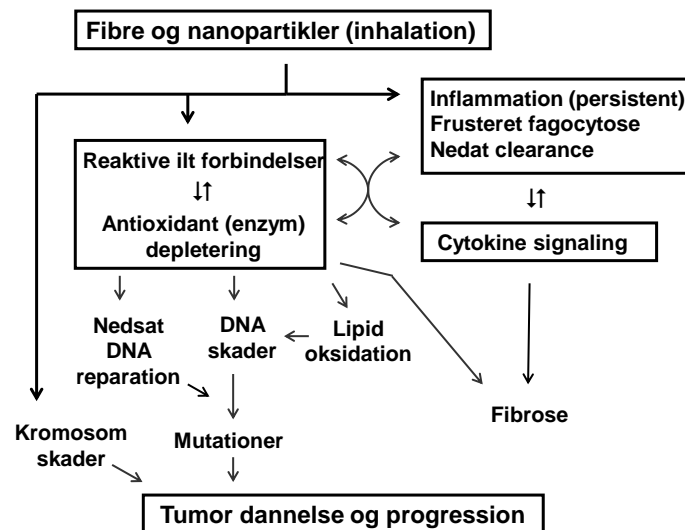 Fibre og nanopartikler (inhalation)
Inflammation (persistent)
Frusteret fagocytose
Nedat clearance
Reaktive ilt forbindelser
Antioxidant (enzym)
depletering
Cytokine signaling
Nedsat
DNA
reparation
DNA
skader
Lipid
oksidation
Fibrose
Kromosom
skader
Mutationer
Tumor dannelse og progression